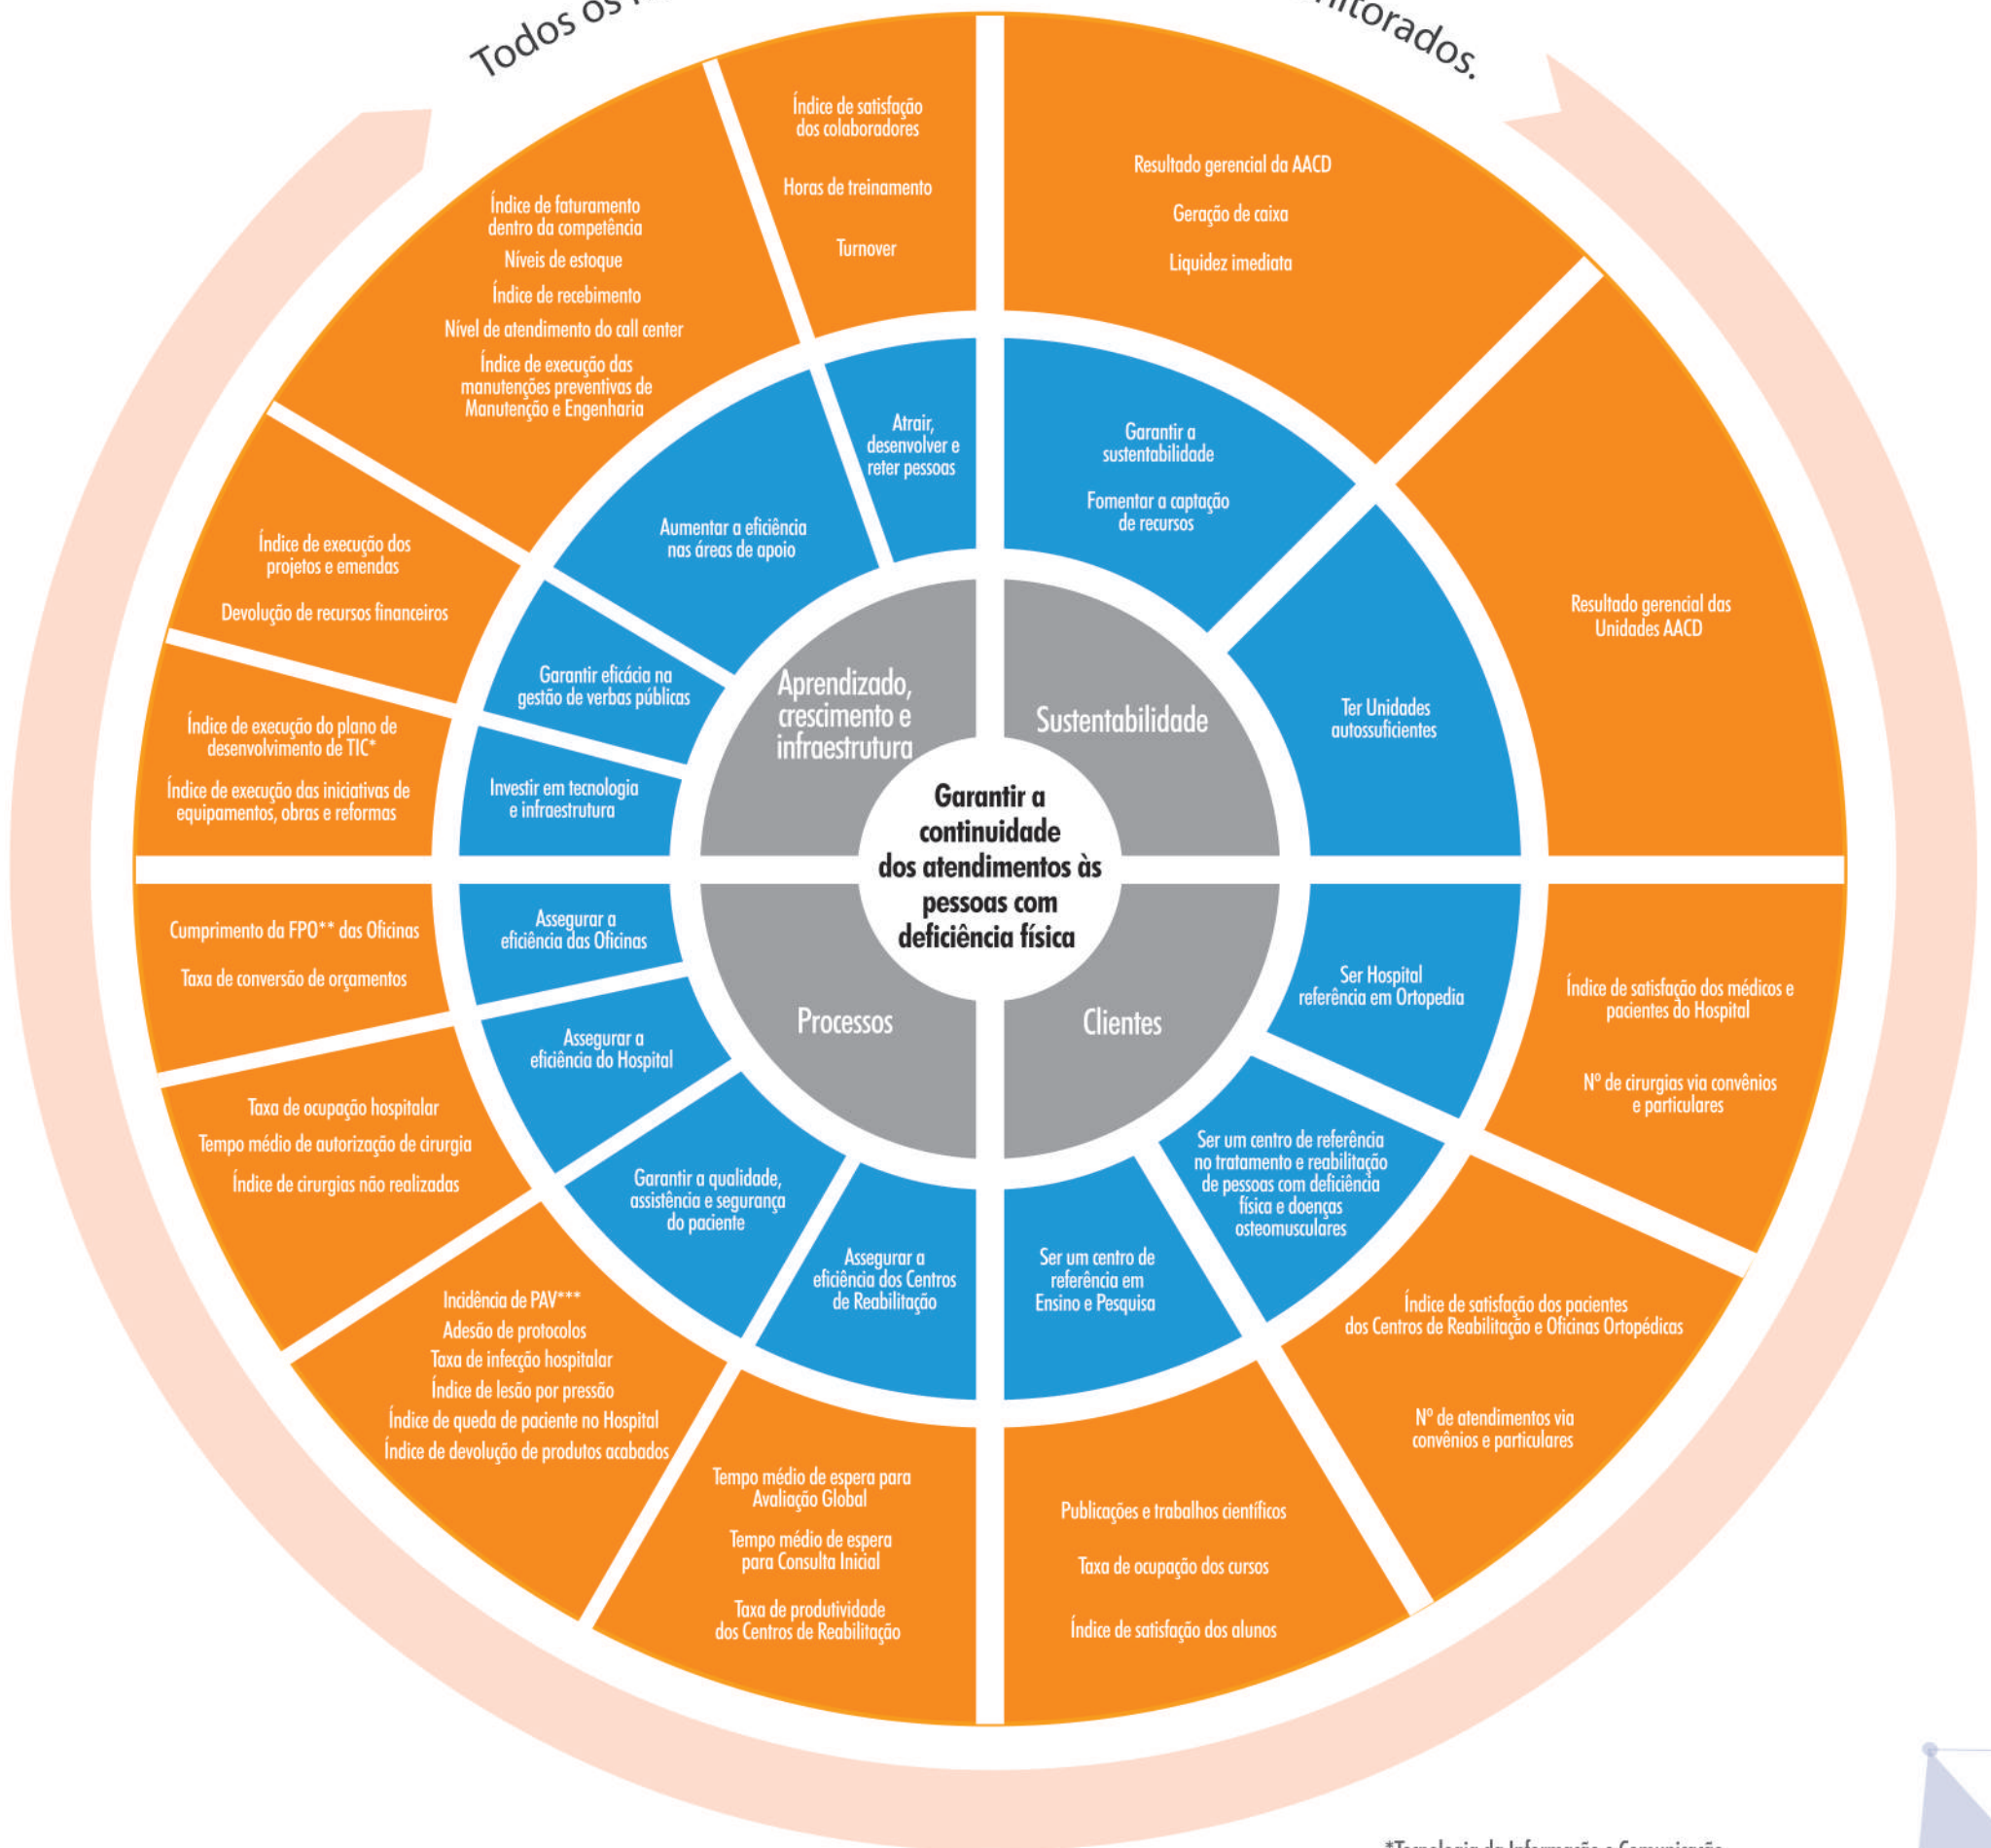 Todos os
nitorados.
Índice de satisfação
dos colaboradores
Horas de treinamento
Turnover
Resultado gerencial da AACD
Geração de caixa
Liquidez imediata
Índice de faturamento
dentro da competência
Níveis de estoque
Índice de recebimento
Nível de atendimento do call center
Índice de execução das
manutenções preventivas de
Manutenção e Engenharia
Atrair,
desenvolver e
reter pessoas
Garantir a
sustentabilidade
Fomentar a captação
de recursos
Aumentar a eficiência
nas áreas de apoio
Índice de execução dos
projetos e emendas
Devolução de recursos financeiros
Resultado gerencial das
Unidades AACD
Garantir eficácia na
gestão de verbas públicas
Ter Unidades
autossuficientes
Índice de execução do plano de
desenvolvimento de TIC*
Índice de execução das iniciativas de
equipamentos, obras e reformas
Investir em tecnologia
e infraestrutura
Aprendizado,
crescimento e
infraestrutura
Sustentabilidade
Garantir a
continuidade
dos atendimentos às
pessoas com
deficiência física
Processos
Clientes
Cumprimento da FPO** das Oficinas
Taxa de conversão de orçamentos
Assegurar a
eficiência das Oficinas
Ser Hospital
referência em Ortopedia
Índice de satisfação dos médicos e
pacientes do Hospital
Nº de cirurgias via convênios
e particulares
Assegurar a
eficiência do Hospital
Taxa de ocupação hospitalar
Tempo médio de autorização de cirurgia
Índice de cirurgias não realizadas
Garantir a qualidade,
assistência e segurança
do paciente
Assegurar a
eficiência dos Centros
de Reabilitação
Ser um centro de
referência em
Ensino e Pesquisa
Ser um centro de referência
no tratamento e reabilitação
de pessoas com deficiência
física e doenças
osteomusculares
Incidência de PAV***
Adesão de protocolos
Taxa de infecção hospitalar
Índice de lesão por pressão
Índice de queda de paciente no Hospital
Índice de devolução de produtos acabados
Índice de satisfação dos pacientes
dos Centros de Reabilitação e Oficinas Ortopédicas
Nº de atendimentos via
convênios e particulares
Tempo médio de espera para
Avaliação Global
Tempo médio de espera
para Consulta Inicial
Taxa de produtividade
dos Centros de Reabilitação
Publicações e trabalhos científicos
Taxa de ocupação dos cursos
Índice de satisfação dos alunos
*Tecnologia da Informação e Comunicação